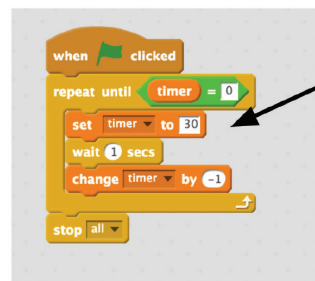 when clicked
repeat until timer = 0
set timer to 30
wait 1 secs
change timer by -1
stop all